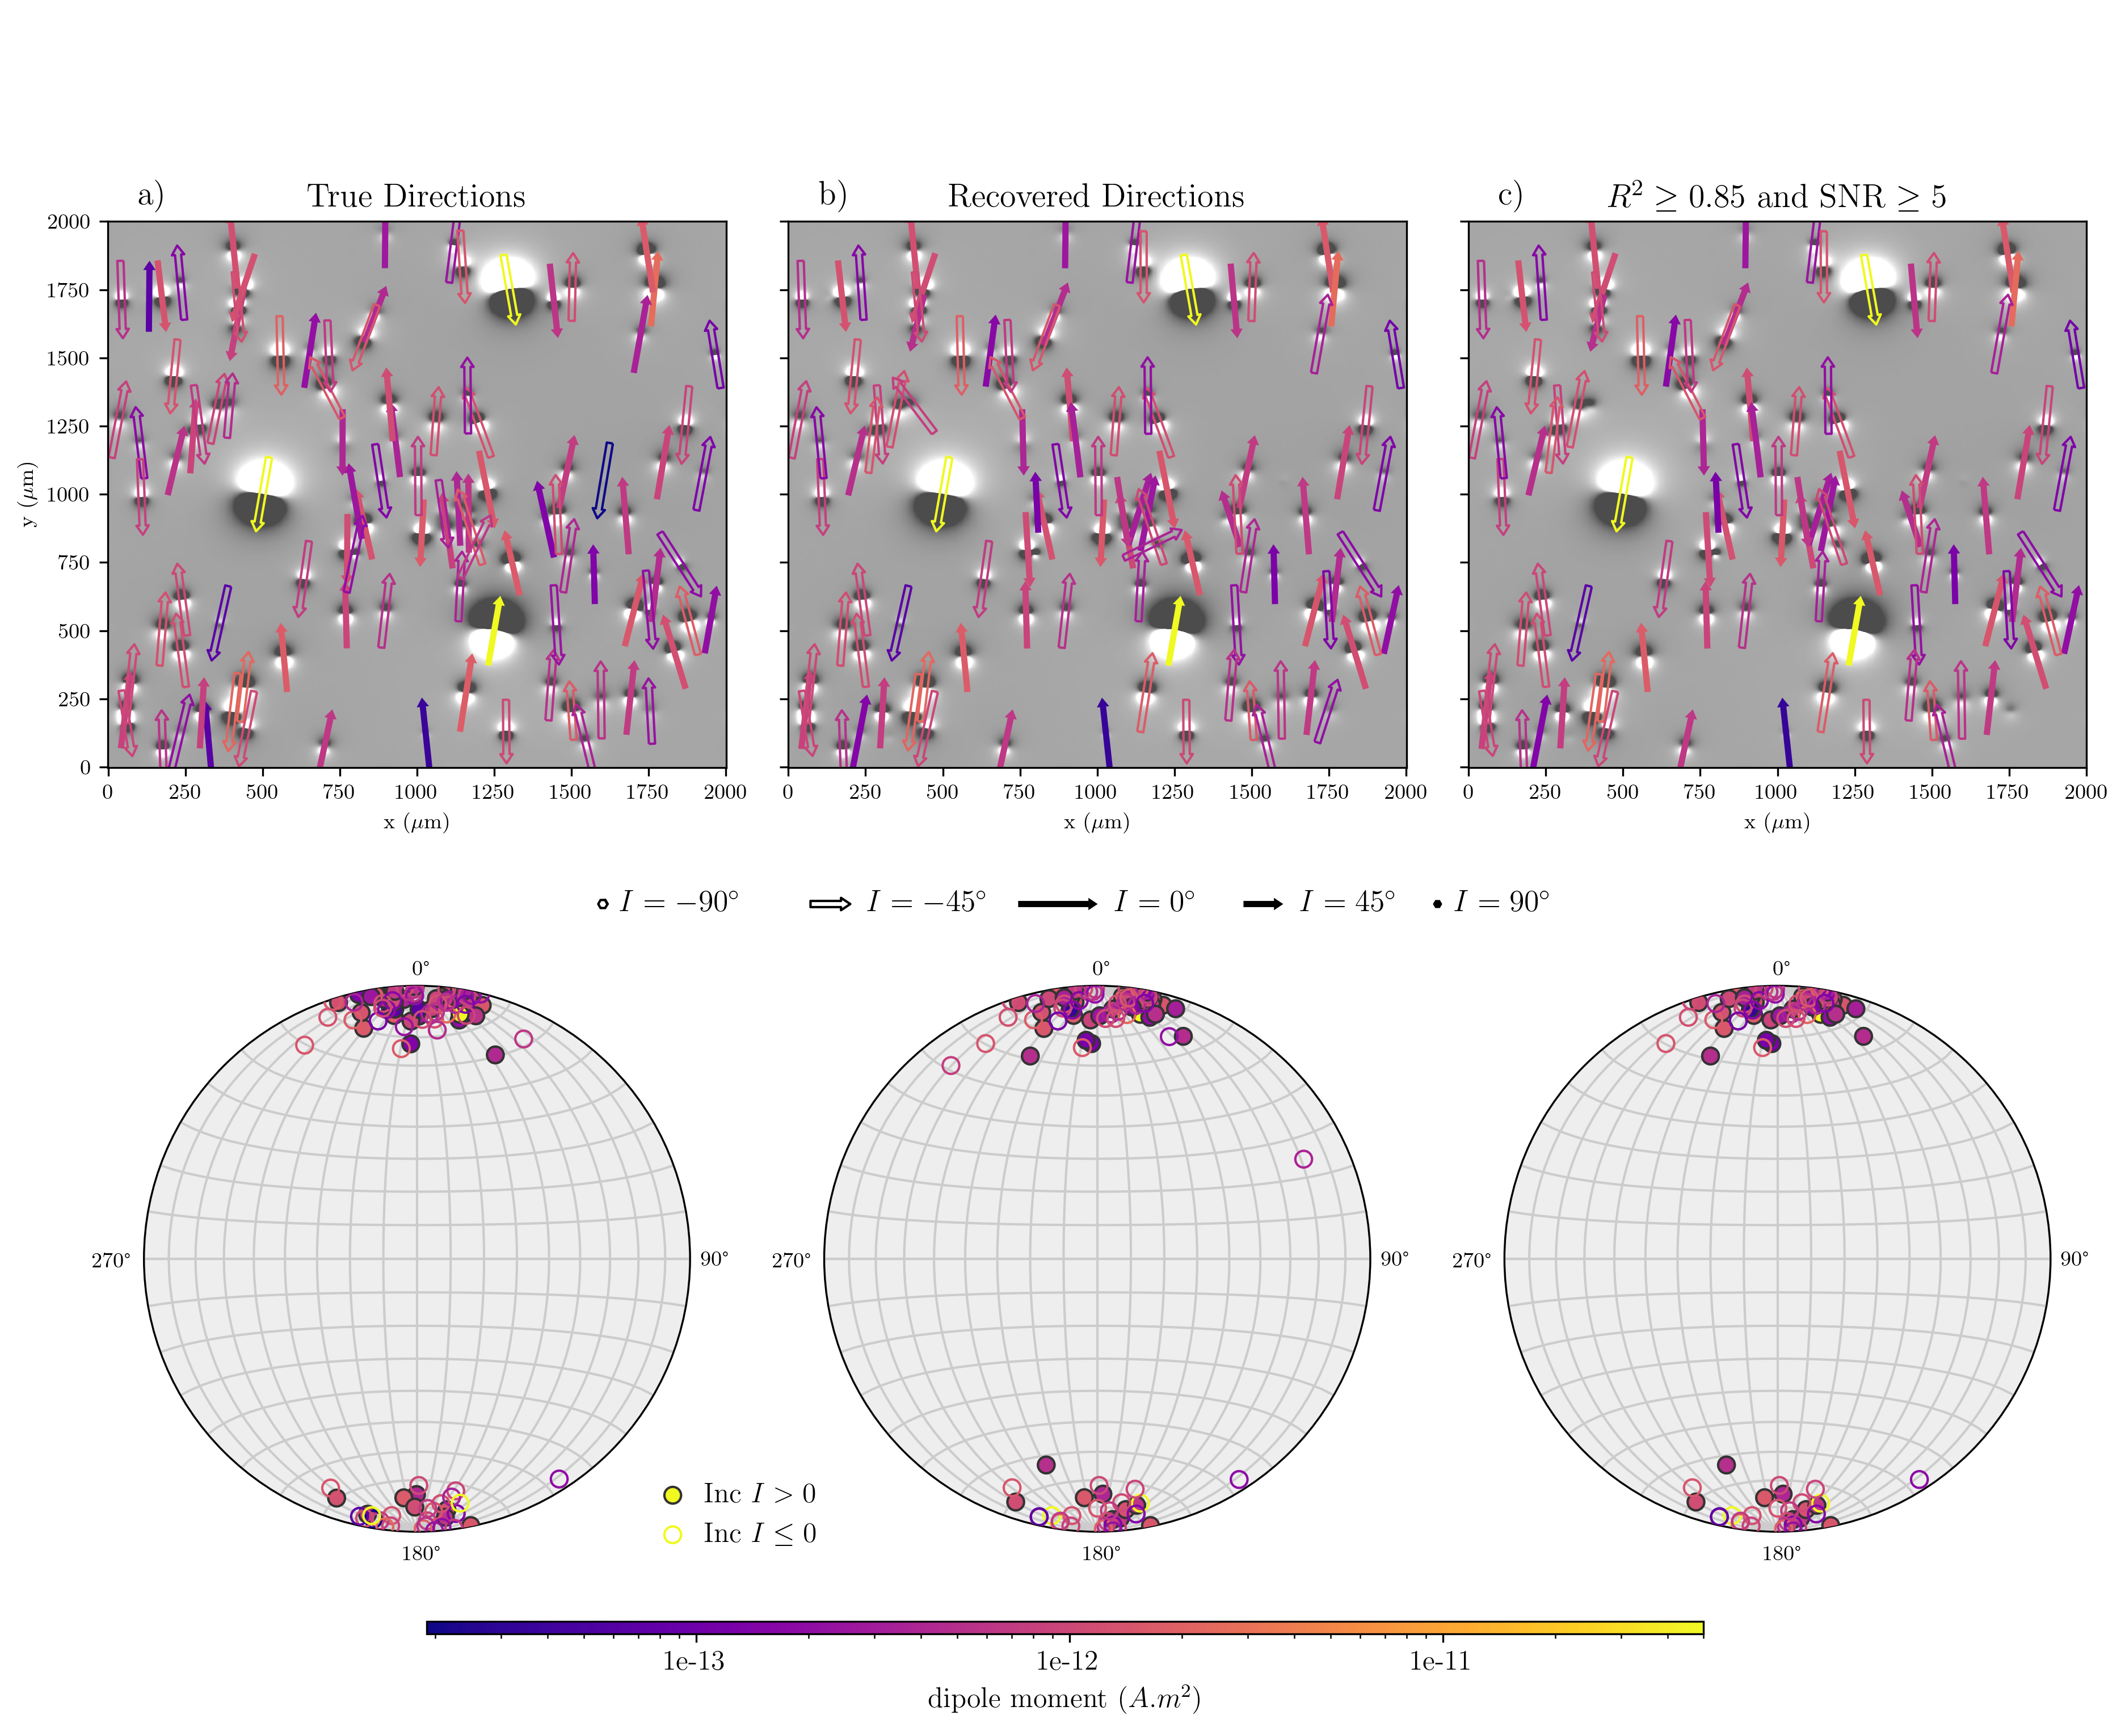 a) True Directions b) Recovered Directions c) R² ≥ 0.85 and SNR ≥ 5
2000
1750
1500
1250
1000
750
500
250
0
y (μm)
0 250 500 750 1000 1250 1500 1750 2000
0 250 500 750 1000 1250 1500 1750 2000
0 250 500 750 1000 1250 1500 1750 2000
x (μm) x (μm) x (μm)
I = −90° I = −45° I = 0° I = 45° I = 90°
0° 0° 0°
270° 90° 270° 90° 270° 90°
Inc I > 0
Inc I ≤ 0
180° 180° 180°
1e-13 1e-12 1e-11
dipole moment (A.m²)